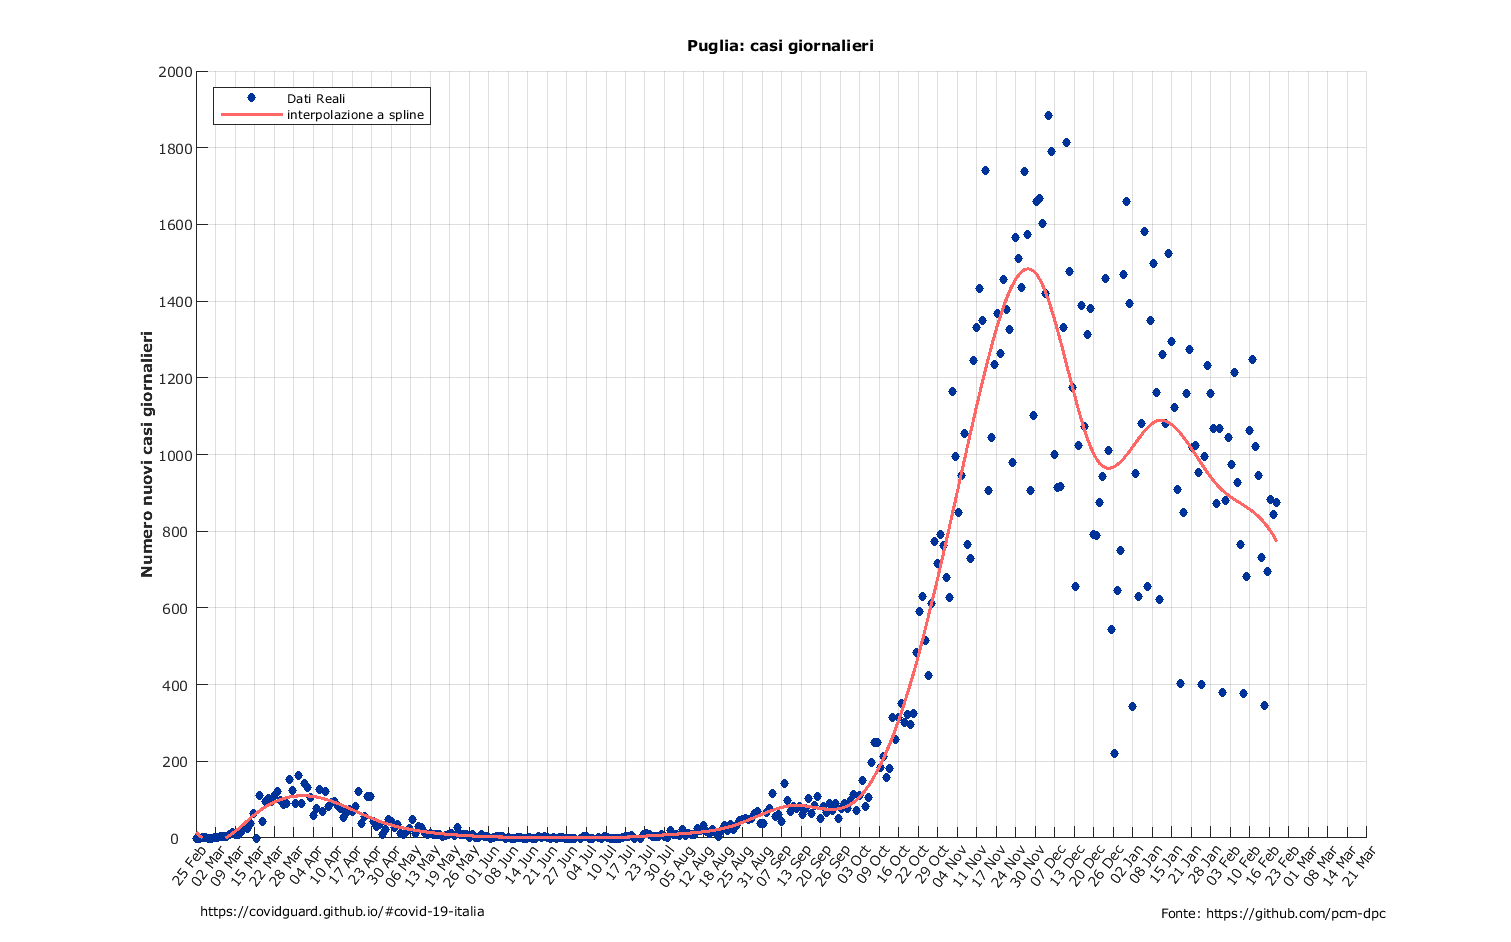 Puglia: casi giornalieri
Dati Reali
interpolazione a spline
Numero nuovi casi giornalieri
2000
1800
1600
1400
1200
1000
800
600
400
200
0
25 Feb
02 Mar
09 Mar
15 Mar
22 Mar
28 Mar
04 Apr
10 Apr
17 Apr
23 Apr
30 Apr
06 May
13 May
19 May
26 May
01 Jun
08 Jun
14 Jun
21 Jun
27 Jun
04 Jul
10 Jul
17 Jul
23 Jul
30 Jul
05 Aug
12 Aug
18 Aug
25 Aug
31 Aug
07 Sep
13 Sep
20 Sep
26 Sep
03 Oct
09 Oct
16 Oct
22 Oct
29 Oct
04 Nov
11 Nov
17 Nov
24 Nov
30 Nov
07 Dec
13 Dec
20 Dec
26 Dec
02 Jan
08 Jan
15 Jan
21 Jan
28 Jan
03 Feb
10 Feb
16 Feb
23 Feb
01 Mar
08 Mar
14 Mar
21 Mar
https://covidguard.github.io/#covid-19-italia
Fonte: https://github.com/pcm-dpc